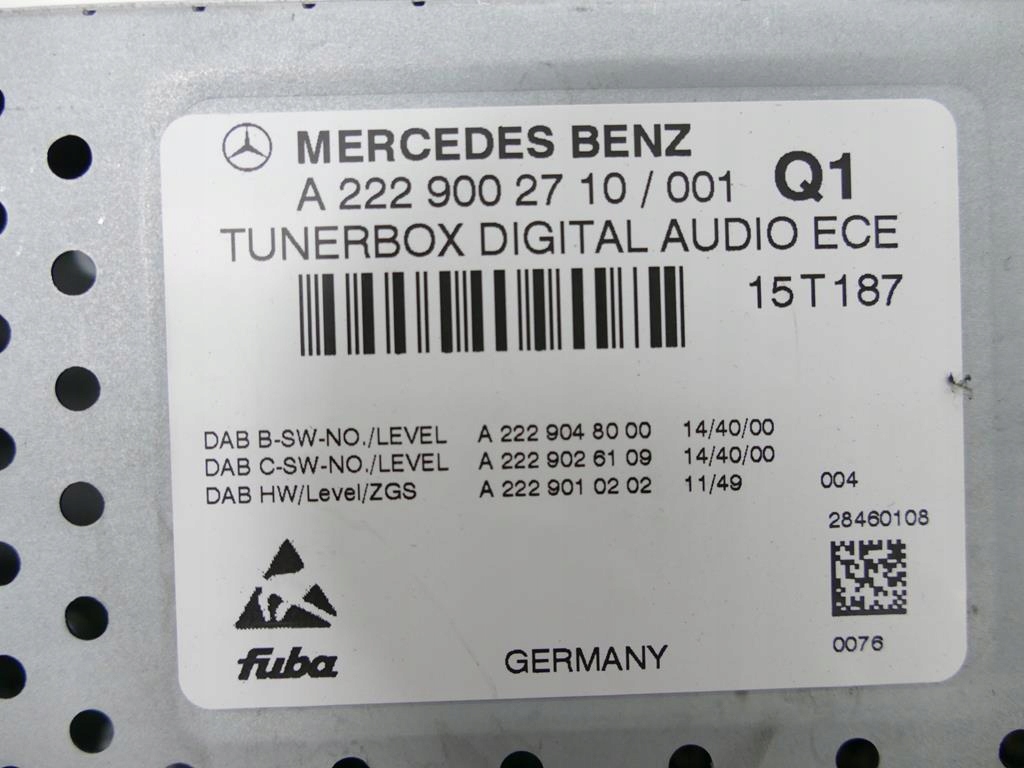 MERCEDES BENZ
A 222 900 27 10 / 001 Q1
TUNERBOX DIGITAL AUDIO ECE
15T187
DAB B-SW-NO./LEVEL A 222 904 80 00 14/40/00
DAB C-SW-NO./LEVEL A 222 902 61 09 14/40/00
DAB HW/Level/ZGS A 222 901 02 02 11/49 004
28460108
0076
fuba
GERMANY